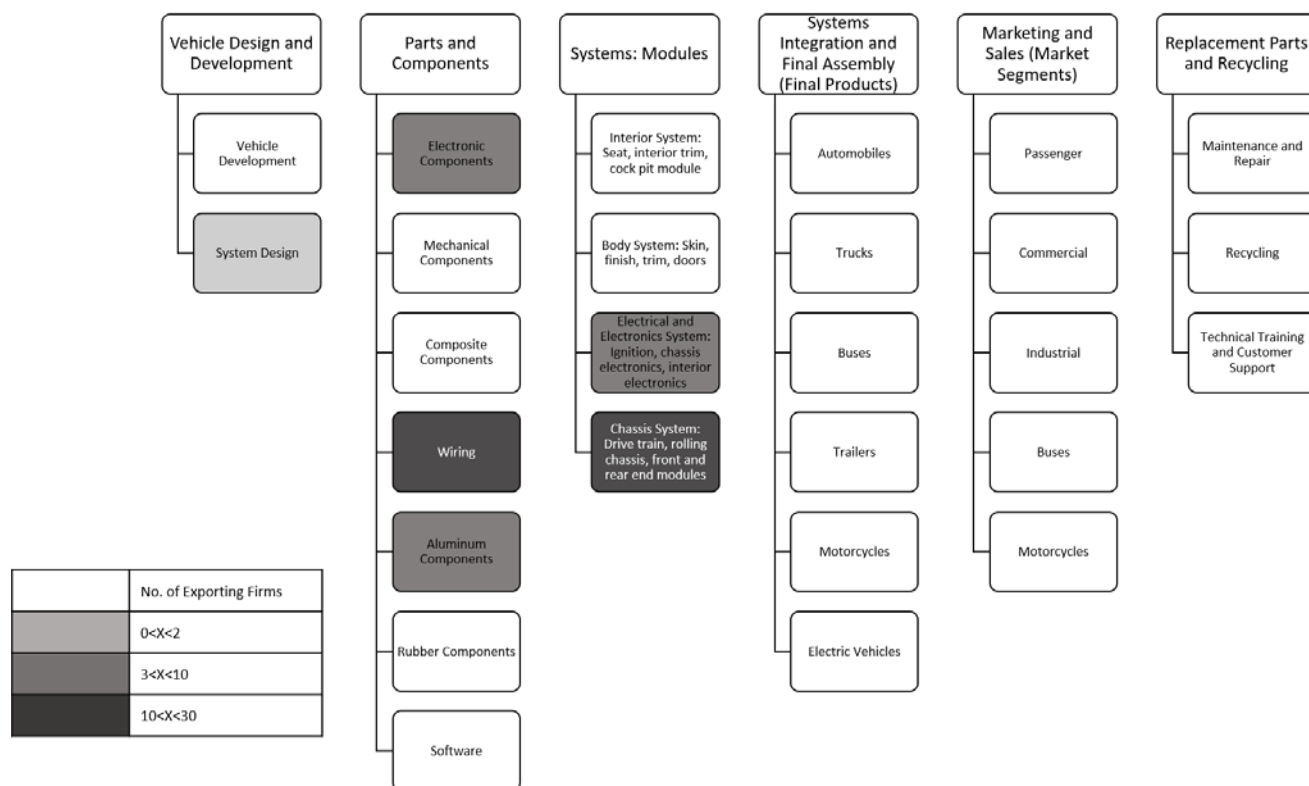 Vehicle Design and
Development
Vehicle
Development
System Design
Parts and
Components
Electronic
Components
Mechanical
Components
Composite
Components
Wiring
Aluminum
Components
Rubber Components
Software
Systems: Modules
Interior System:
Seat, interior trim,
cock pit module
Body System: Skin,
finish, trim, doors
Electrical and
Electronics System:
Ignition, chassis
electronics, interior
electronics
Chassis System:
Drive train, rolling
chassis, front and
rear end modules
Systems
Integration and
Final Assembly
(Final Products)
Automobiles
Trucks
Buses
Trailers
Motorcycles
Electric Vehicles
Marketing and
Sales (Market
Segments)
Passenger
Commercial
Industrial
Buses
Motorcycles
Replacement Parts
and Recycling
Maintenance and
Repair
Recycling
Technical Training
and Customer
Support
No. of Exporting Firms
0<X<2
3<X<10
10<X<30